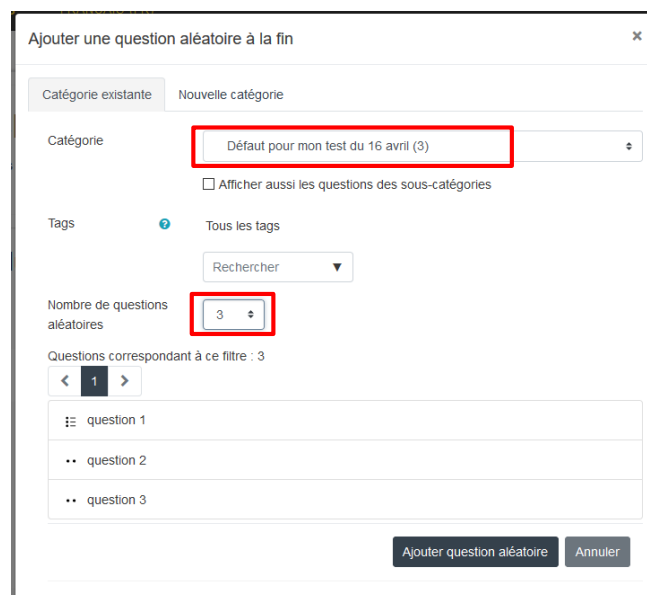 Ajouter une question aléatoire à la fin ×
Catégorie existante Nouvelle catégorie
Catégorie Défaut pour mon test du 16 avril (3)
Afficher aussi les questions des sous-catégories
Tags ? Tous les tags
Rechercher ▼
Nombre de questions
aléatoires 3
Questions correspondant à ce filtre : 3
1
question 1
question 2
question 3
Ajouter question aléatoire Annuler